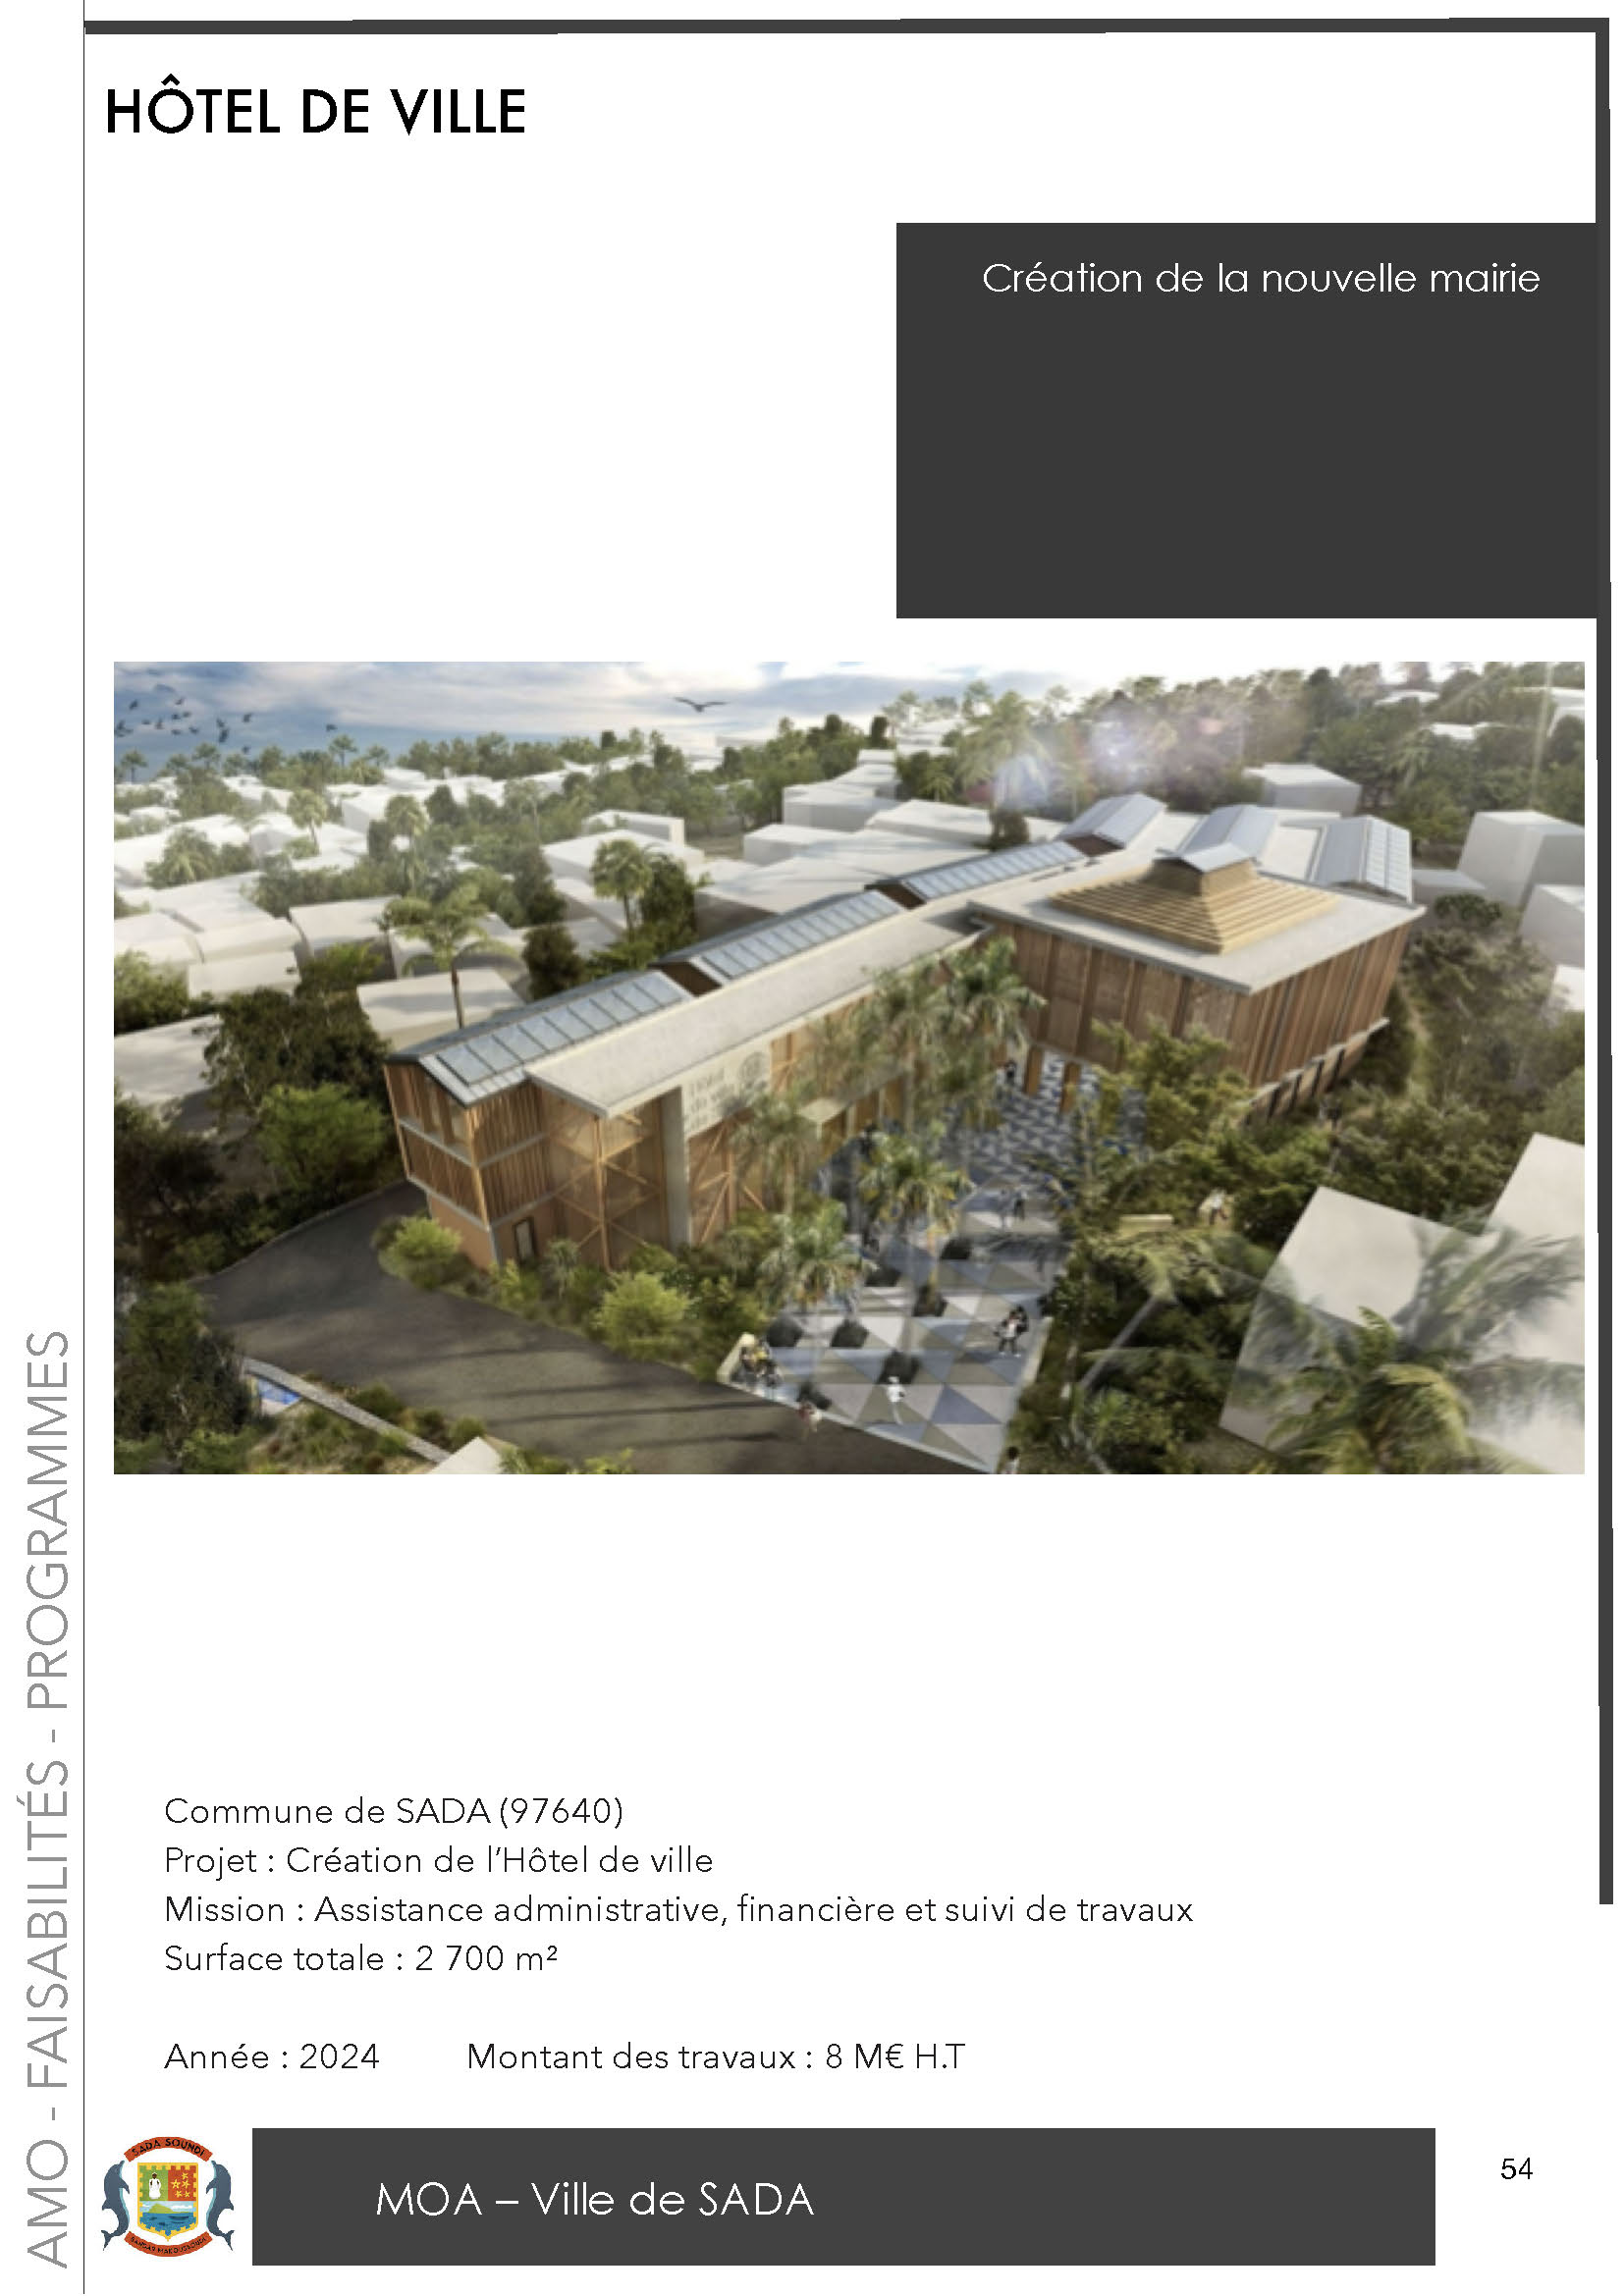 HÔTEL DE VILLE
Création de la nouvelle mairie
AMO - FAISABILITÉS - PROGRAMMES
Commune de SADA (97640)
Projet : Création de l’Hôtel de ville
Mission : Assistance administrative, financière et suivi de travaux
Surface totale : 2 700 m²
Année : 2024 Montant des travaux : 8 M€ H.T
SADA SOUNDI
MOA – Ville de SADA
54